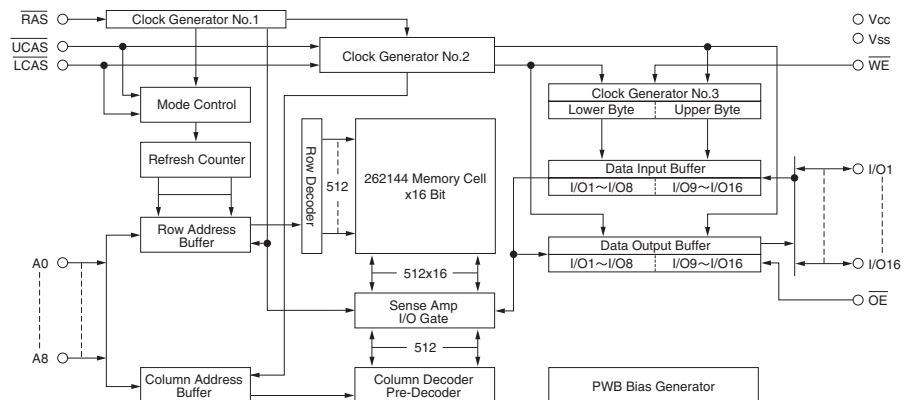 RAS
Clock Generator No.1
Vcc
Vss
UCAS
LCAS
Clock Generator No.2
WE
Mode Control
Clock Generator No.3
Lower Byte
Upper Byte
Refresh Counter
Row Decoder
512
262144 Memory Cell
x16 Bit
Data Input Buffer
I/O1~I/O8
I/O9~I/O16
I/O1
Row Address
Buffer
Data Output Buffer
I/O1~I/O8
I/O9~I/O16
I/O16
A0
512x16
Sense Amp
I/O Gate
OE
512
A8
Column Address
Buffer
Column Decoder
Pre-Decoder
PWB Bias Generator